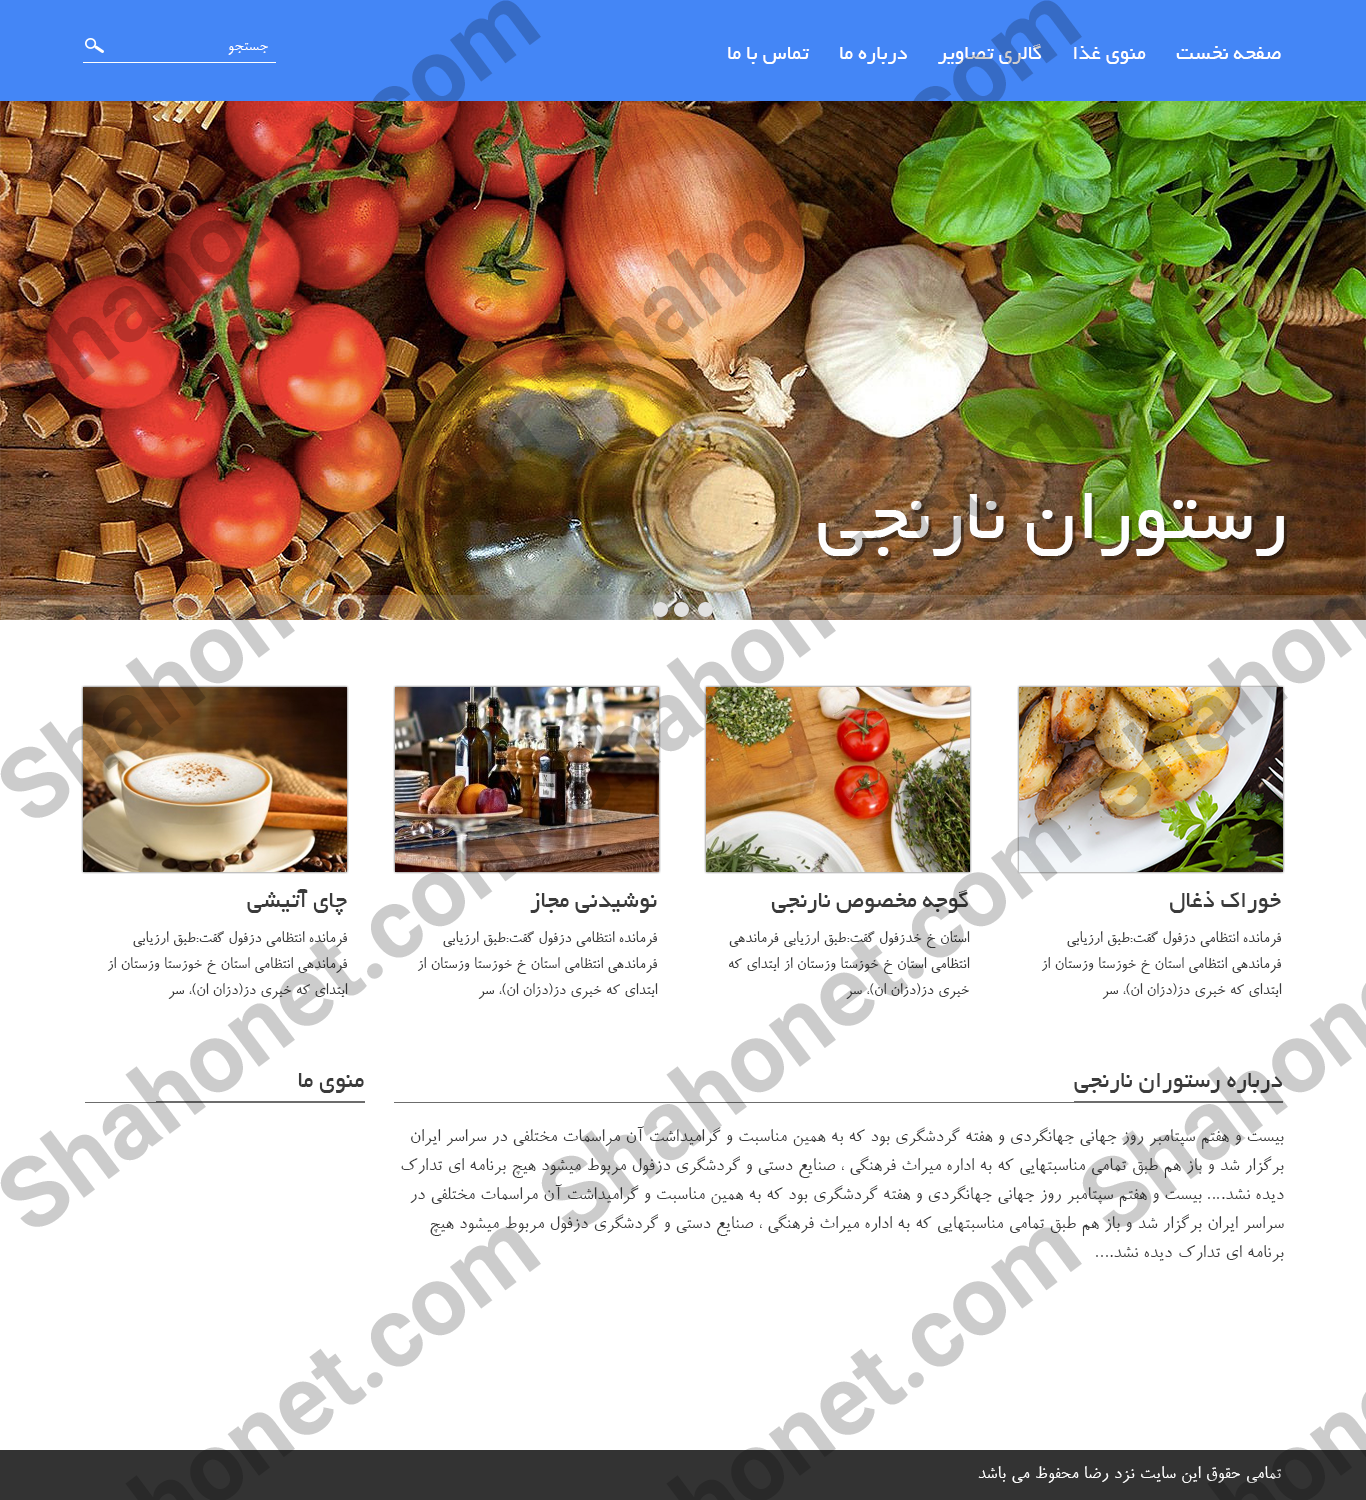 صفحه نخست
منوی غذا
گالری تصاویر
درباره ما
تماس با ما
جستجو
رستوران نارنجی
خوراک ذغال
فرمانده انتظامی دزفول گفت:طبق ارزیابی
فرماندهی انتظامی استان خ خوزستا وزستان از
ابتدای که خبری دز(دزان ان)، سر
گوجه مخصوص نارنجی
استان خ خدزفول گفت:طبق ارزیابی فرماندهی
انتظامی استان خ خوزستا وزستان از ابتدای که
خبری دز(دزان ان)، سر
نوشیدنی مجاز
فرمانده انتظامی دزفول گفت:طبق ارزیابی
فرماندهی انتظامی استان خ خوزستا وزستان از
ابتدای که خبری دز(دزان ان)، سر
چای آتیشی
فرمانده انتظامی دزفول گفت:طبق ارزیابی
فرماندهی انتظامی استان خ خوزستا وزستان از
ابتدای که خبری دز(دزان ان)، سر
درباره رستوران نارنجی
بیست و هفتم سپتامبر روز جهانی جهانگردی و هفته گردشگری بود که به همین مناسبت و گرامیداشت آن مراسمات مختلفی در سراسر ایران
برگزار شد و باز هم طبق تمامی مناسبتهایی که به اداره میراث فرهنگی ، صنایع دستی و گردشگری دزفول مربوط میشود هیچ برنامه ای تدارک
دیده نشد.... بیست و هفتم سپتامبر روز جهانی جهانگردی و هفته گردشگری بود که به همین مناسبت و گرامیداشت آن مراسمات مختلفی در
سراسر ایران برگزار شد و باز هم طبق تمامی مناسبتهایی که به اداره میراث فرهنگی ، صنایع دستی و گردشگری دزفول مربوط میشود هیچ
برنامه ای تدارک دیده نشد....
منوی ما
تمامی حقوق این سایت نزد رضا محفوظ می باشد
Shahonet.com